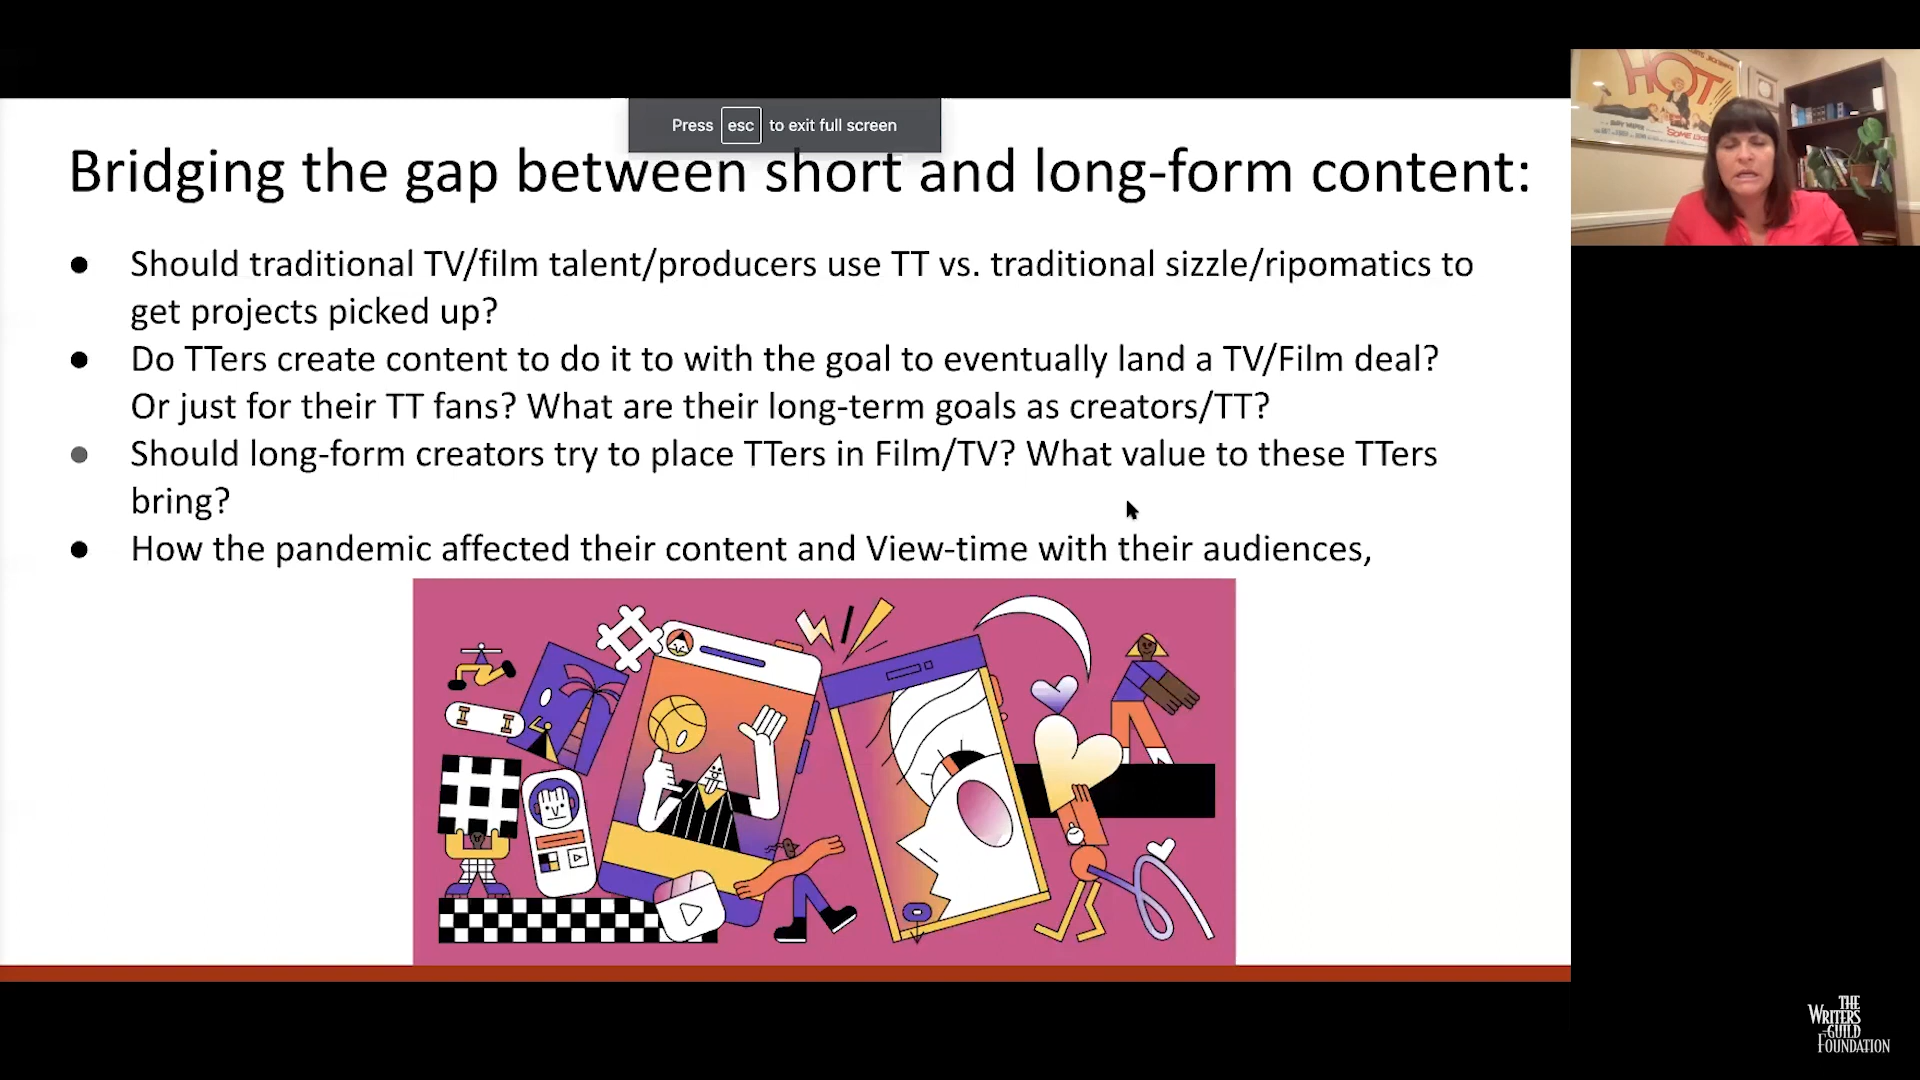 Press esc to exit full screen
Bridging the gap between short and long-form content:
● Should traditional TV/film talent/producers use TT vs. traditional sizzle/ripomatics to
get projects picked up?
● Do TTers create content to do it to with the goal to eventually land a TV/Film deal?
Or just for their TT fans? What are their long-term goals as creators/TT?
● Should long-form creators try to place TTers in Film/TV? What value to these TTers
bring?
● How the pandemic affected their content and View-time with their audiences,
HOT
SOME LIKE
THE
WRITERS
GUILD
FOUNDATION